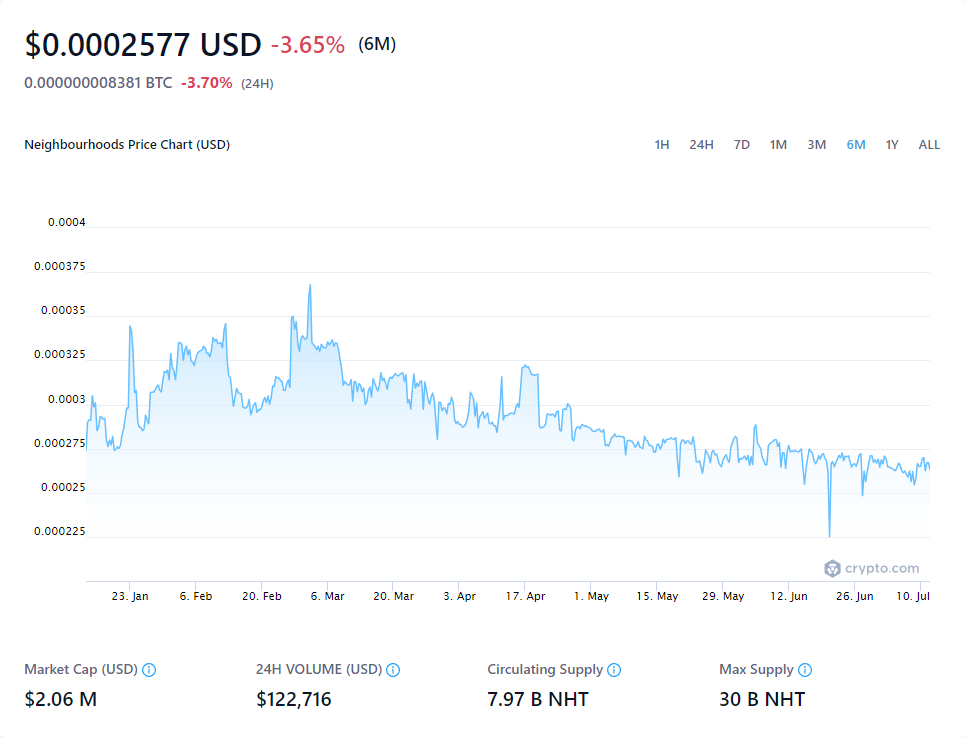 $0.0002577 USD -3.65% (6M)
0.000000008381 BTC -3.70% (24H)
Neighbourhoods Price Chart (USD) 1H 24H 7D 1M 3M 6M 1Y ALL
0.0004
0.000375
0.00035
0.000325
0.0003
0.000275
0.00025
0.000225
crypto.com
23. Jan 6. Feb 20. Feb 6. Mar 20. Mar 3. Apr 17. Apr 1. May 15. May 29. May 12. Jun 26. Jun 10. Jul
Market Cap (USD) 24H VOLUME (USD) Circulating Supply Max Supply
$2.06 M $122,716 7.97 B NHT 30 B NHT